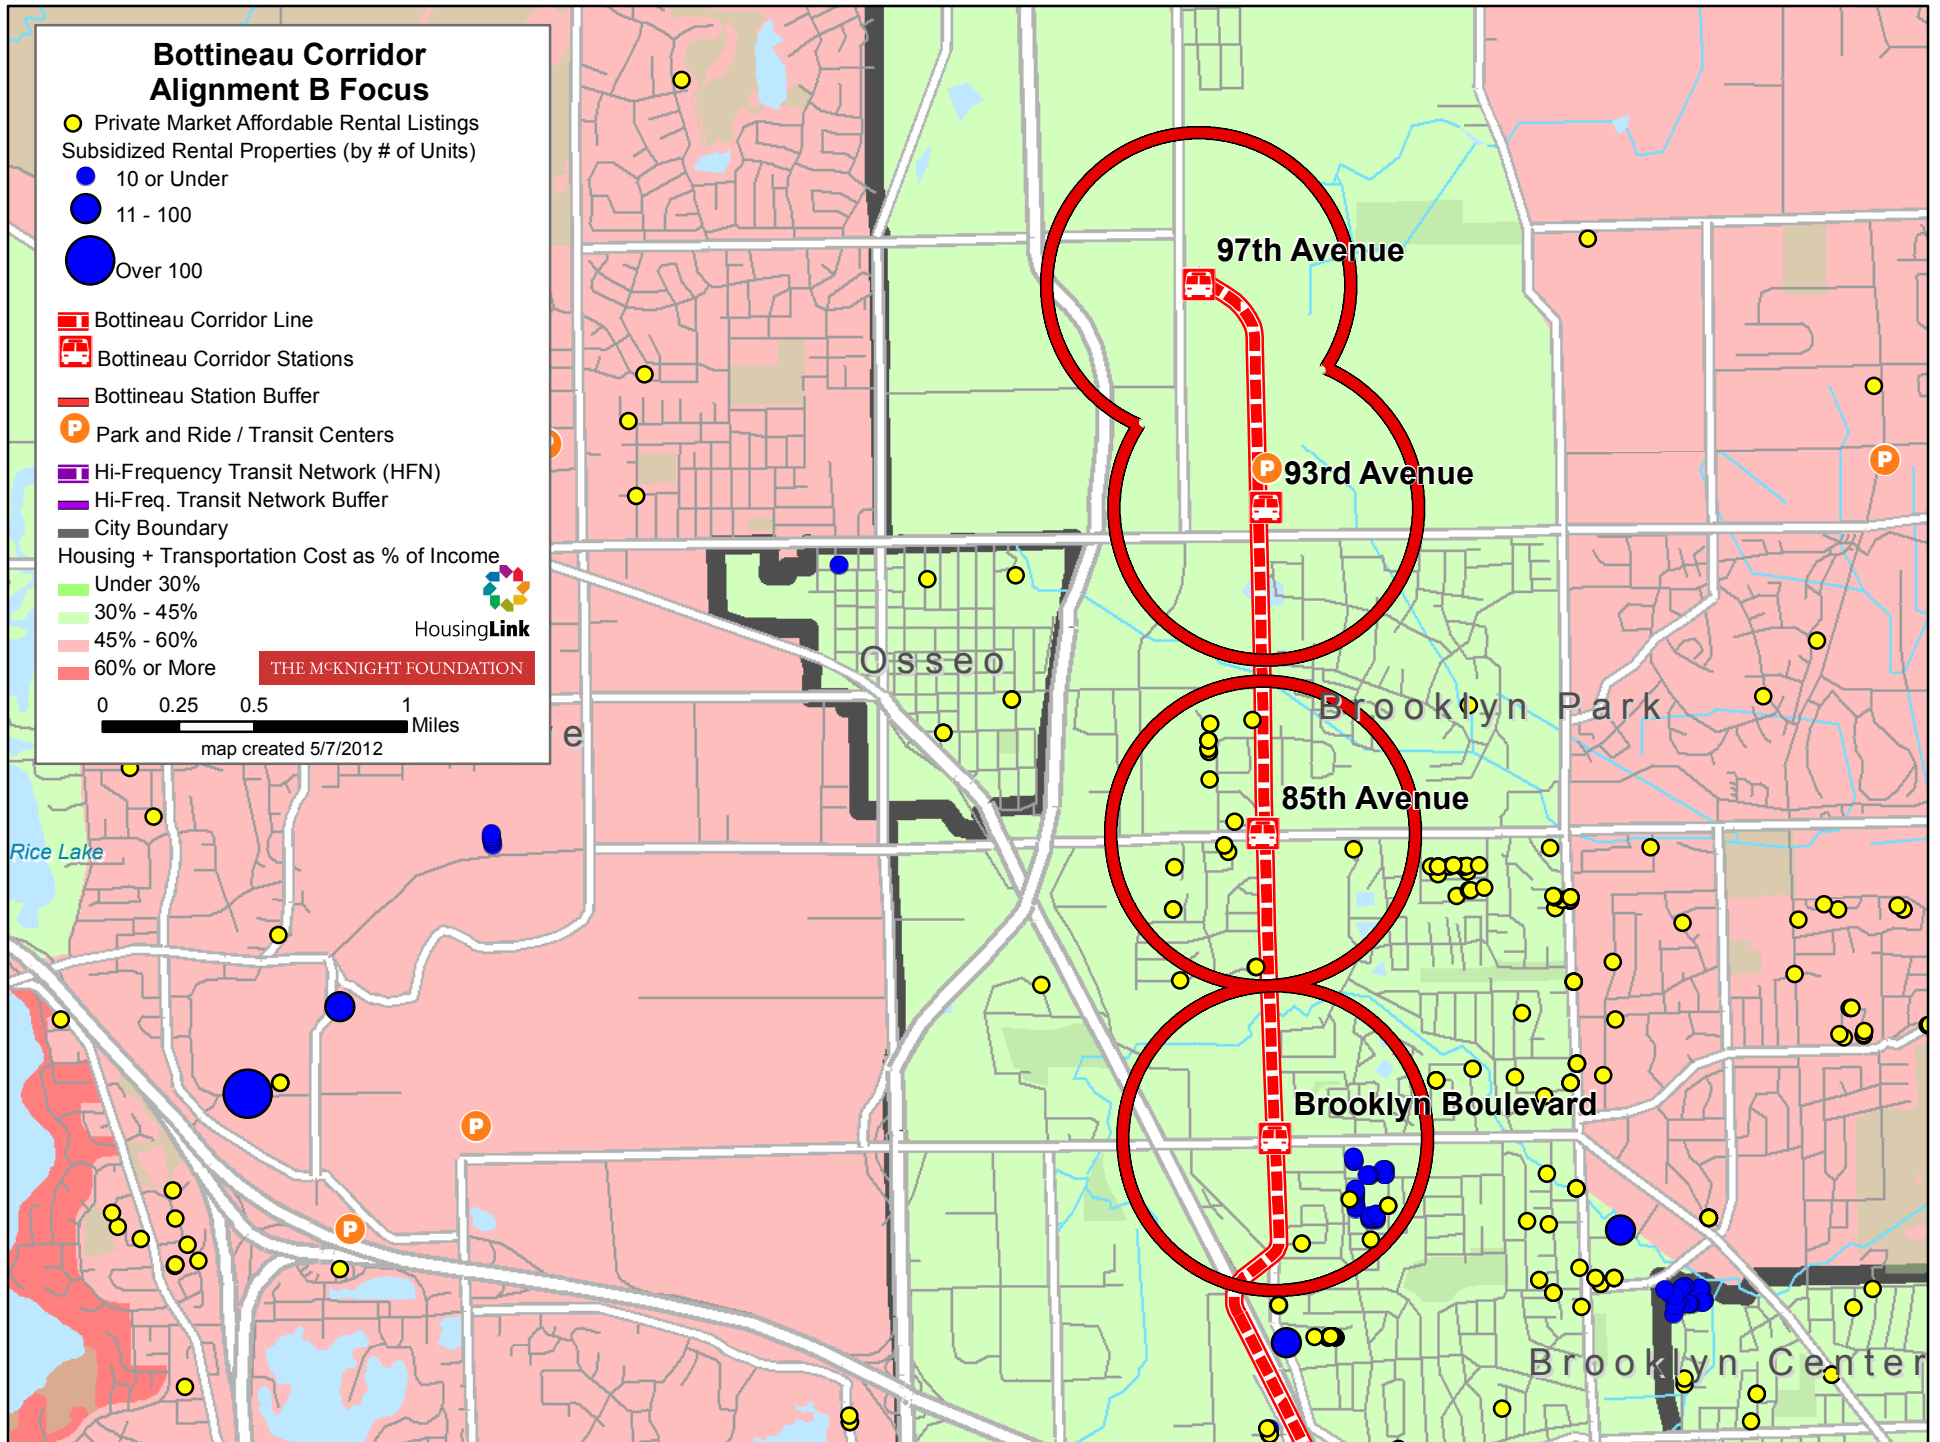 Bottineau Corridor
Alignment B Focus
Private Market Affordable Rental Listings
Subsidized Rental Properties (by # of Units)
10 or Under
11 - 100
Over 100
Bottineau Corridor Line
Bottineau Corridor Stations
Bottineau Station Buffer
P Park and Ride / Transit Centers
Hi-Frequency Transit Network (HFN)
Hi-Freq. Transit Network Buffer
City Boundary
Housing + Transportation Cost as % of Income
Under 30%
30% - 45%
45% - 60%
60% or More
HousingLink
THE McKNIGHT FOUNDATION
0 0.25 0.5 1
Miles
map created 5/7/2012
97th Avenue
P
93rd Avenue
P
Osseo
Brooklyn Park
e
85th Avenue
Rice Lake
Brooklyn Boulevard
P
P
Brooklyn Center